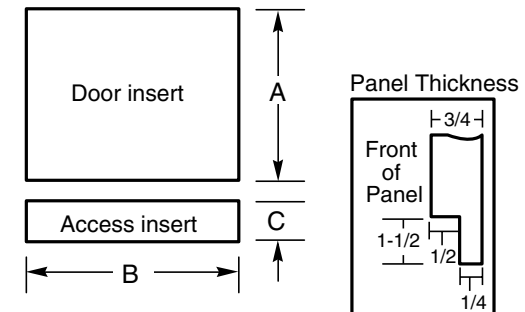 Door insert
A
Access insert
C
B
Panel Thickness
3/4
Front
of
Panel
1-1/2
1/2
1/4